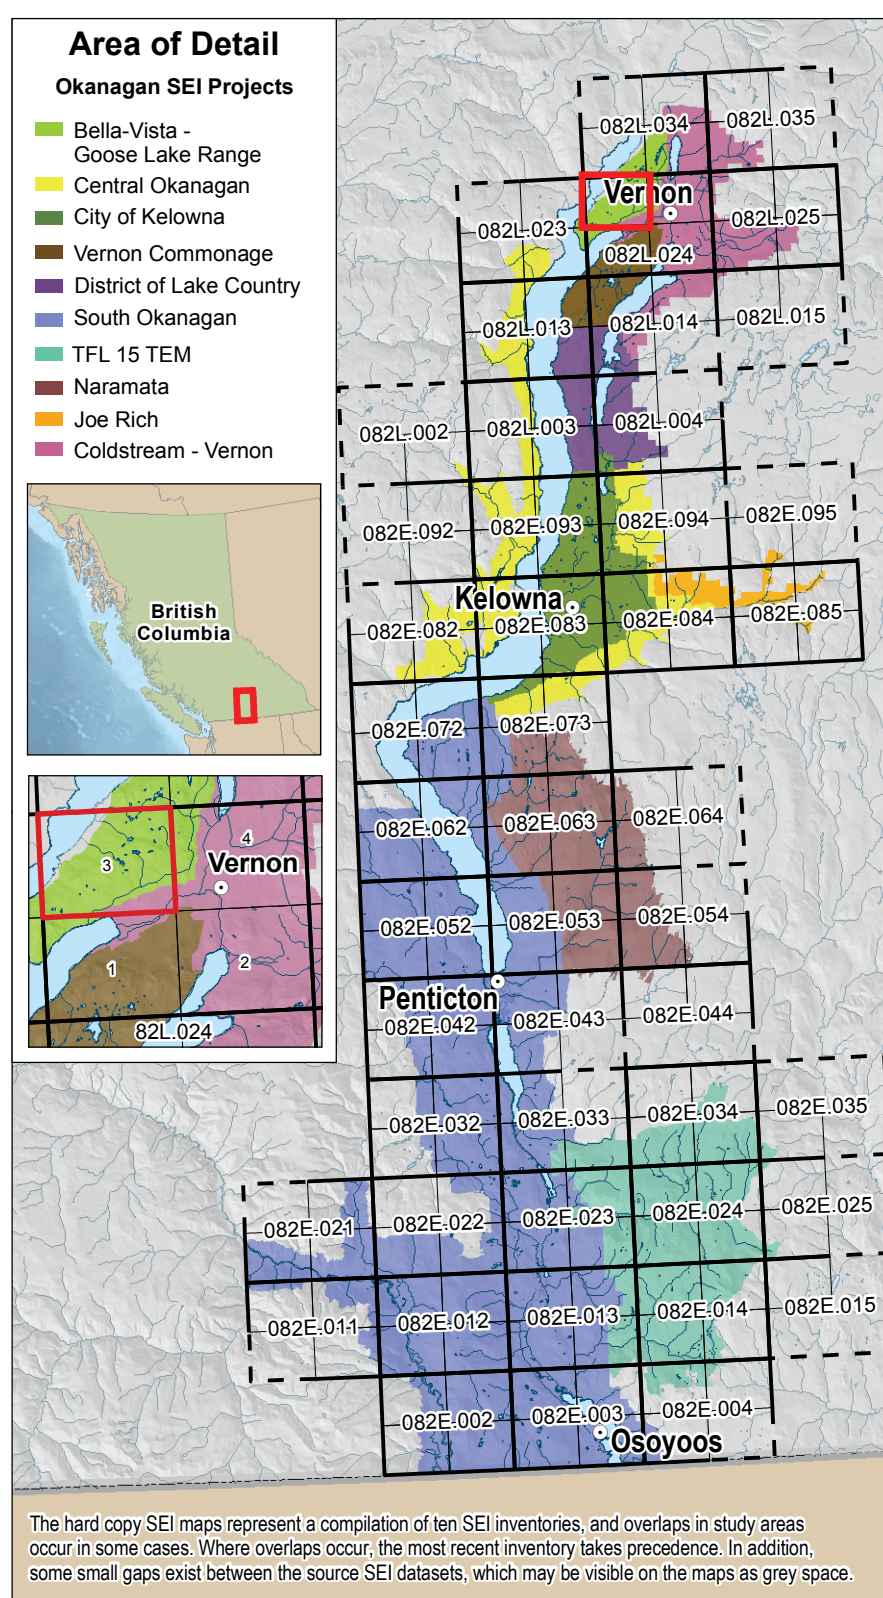 Area of Detail
Okanagan SEI Projects
Bella-Vista -
Goose Lake Range
Central Okanagan
City of Kelowna
Vernon Commonage
District of Lake Country
South Okanagan
TFL 15 TEM
Naramata
Joe Rich
Coldstream - Vernon
British
Columbia
3
4
Vernon
1
2
82L.024
082L.034
082L.035
Vernon
082L.023
082L.025
082L.024
082L.013
082L.014
082L.015
082L.002
082L.003
082L.004
082E.092
082E.093
082E.094
082E.095
Kelowna
082E.082
082E.083
082E.084
082E.085
082E.072
082E.073
082E.062
082E.063
082E.064
082E.052
082E.053
082E.054
Penticton
082E.042
082E.043
082E.044
082E.032
082E.033
082E.034
082E.035
082E.021
082E.022
082E.023
082E.024
082E.025
082E.011
082E.012
082E.013
082E.014
082E.015
082E.002
082E.003
082E.004
Osoyoos
The hard copy SEI maps represent a compilation of ten SEI inventories, and overlaps in study areas
occur in some cases. Where overlaps occur, the most recent inventory takes precedence. In addition,
some small gaps exist between the source SEI datasets, which may be visible on the maps as grey space.